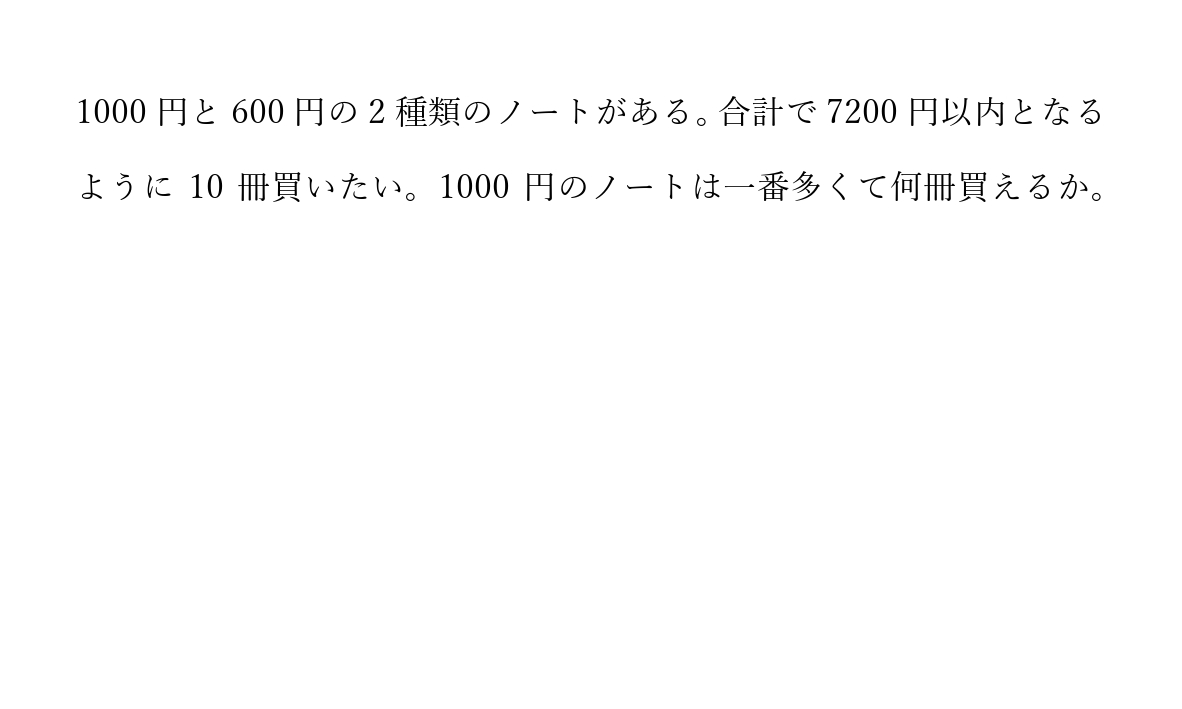 1000 円と 600 円の 2 種類のノートがある。合計で 7200 円以内となる
ように 10 冊買いたい。1000 円のノートは一番多くて何冊買えるか。